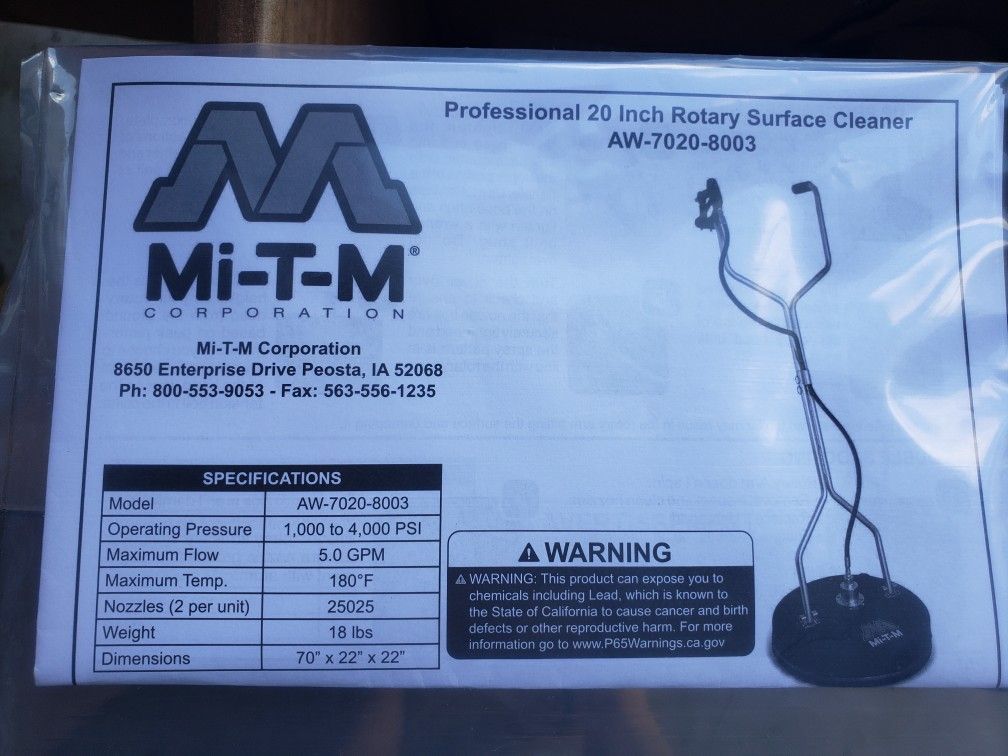 Professional 20 Inch Rotary Surface Cleaner
AW-7020-8003
Mi-T-M®
CORPORATION
Mi-T-M Corporation
8650 Enterprise Drive Peosta, IA 52068
Ph: 800-553-9053 - Fax: 563-556-1235
SPECIFICATIONS
Model AW-7020-8003
Operating Pressure 1,000 to 4,000 PSI
Maximum Flow 5.0 GPM
Maximum Temp. 180°F
Nozzles (2 per unit) 25025
Weight 18 lbs
Dimensions 70” x 22” x 22”
⚠ WARNING
⚠ WARNING: This product can expose you to
chemicals including Lead, which is known to
the State of California to cause cancer and birth
defects or other reproductive harm. For more
information go to www.P65Warnings.ca.gov
Mi-T-M